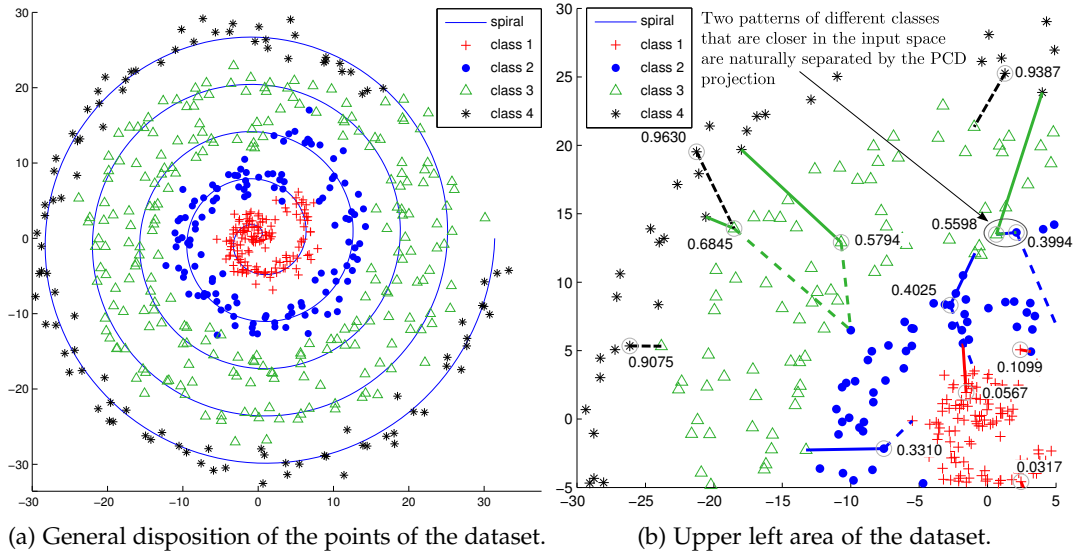 spiral
class 1
class 2
class 3
class 4
30
20
10
0
−10
−20
−30
−30 −20 −10 0 10 20 30
(a) General disposition of the points of the dataset.
Two patterns of different classes
that are closer in the input space
are naturally separated by the PCD
projection
spiral
class 1
class 2
class 3
class 4
30
25
20
15
10
5
0
−5
−30 −25 −20 −15 −10 −5 0 5
0.9387
0.9630
0.5598
0.3994
0.6845
0.5794
0.4025
0.9075
0.1099
0.0567
0.3310
0.0317
(b) Upper left area of the dataset.